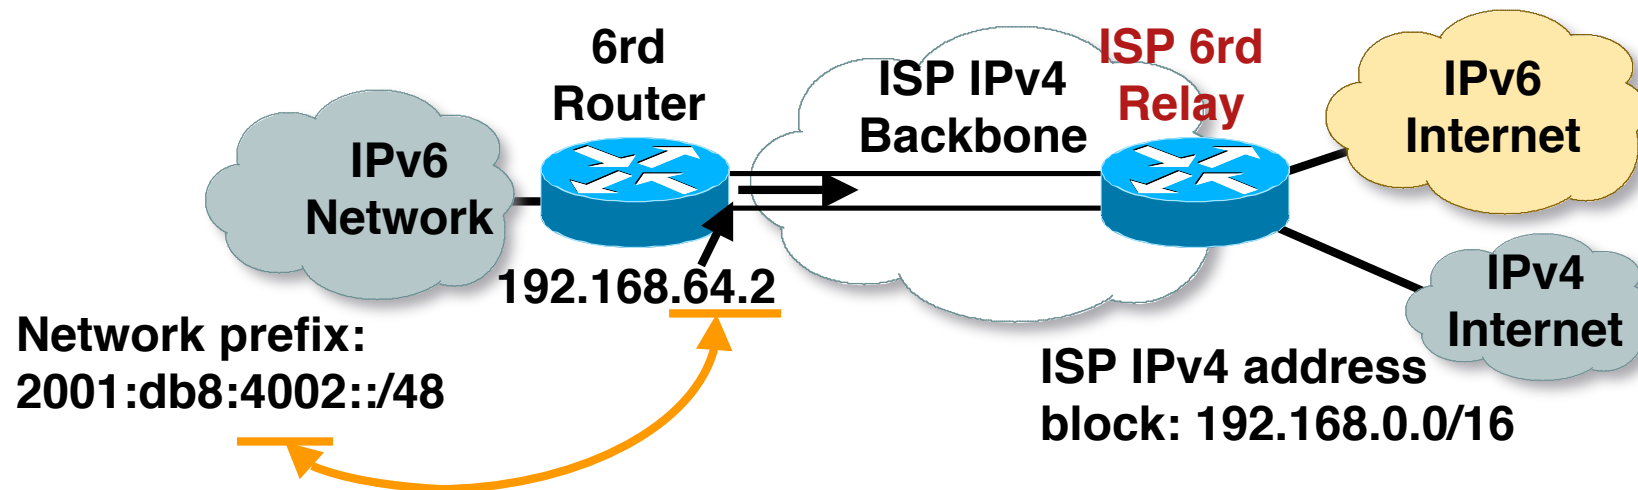 6rd
Router
ISP IPv4
Backbone
ISP 6rd
Relay
IPv6
Internet
IPv6
Network
192.168.64.2
IPv4
Internet
Network prefix:
2001:db8:4002::/48
ISP IPv4 address
block: 192.168.0.0/16